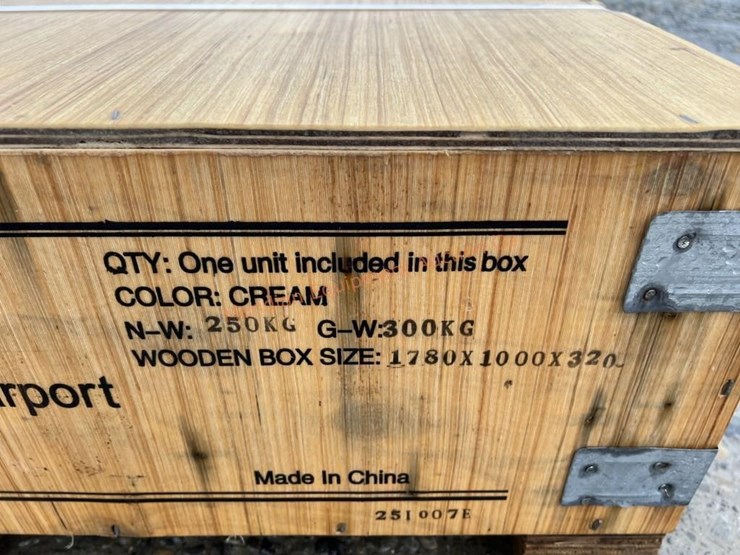 QTY: One unit included in this box
COLOR: CREAM
N-W: 250KG G-W:300KG
WOODEN BOX SIZE: 1780X1000X320
rport
Made In China
251007E